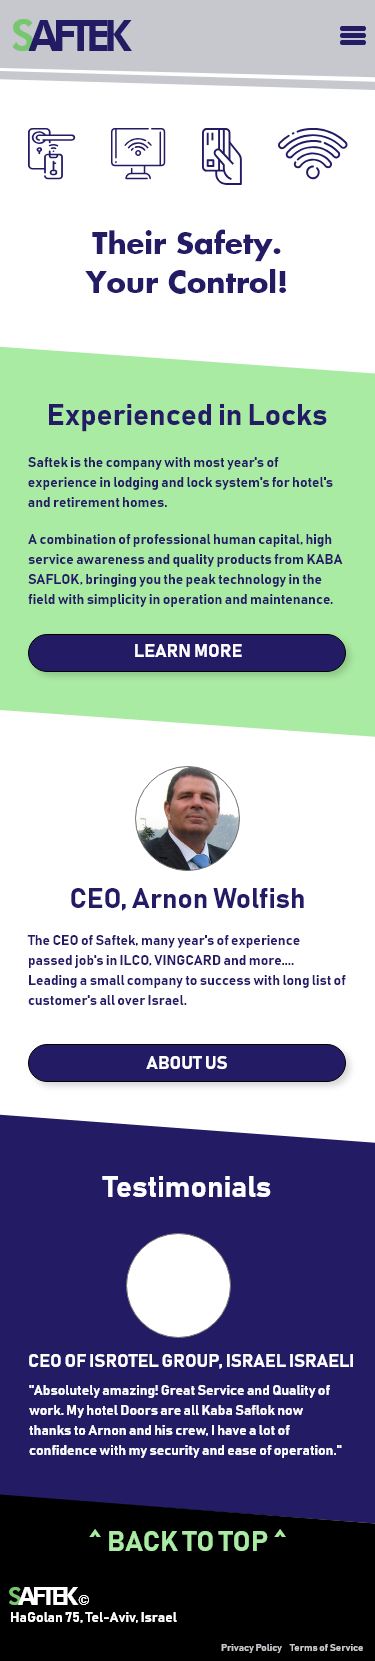 SAFTEK
Their Safety.
Your Control!
Experienced in Locks
Saftek is the company with most year's of
experience in lodging and lock system's for hotel's
and retirement homes.
A combination of professional human capital, high
service awareness and quality products from KABA
SAFLOK, bringing you the peak technology in the
field with simplicity in operation and maintenance.
LEARN MORE
CEO, Arnon Wolfish
The CEO of Saftek, many year's of experience
passed job's in ILCO, VINGCARD and more....
Leading a small company to success with long list of
customer's all over Israel.
ABOUT US
Testimonials
CEO OF ISROTEL GROUP, ISRAEL ISRAELI
"Absolutely amazing! Great Service and Quality of
work. My hotel Doors are all Kaba Saflok now
thanks to Arnon and his crew, I have a lot of
confidence with my security and ease of operation."
^ BACK TO TOP ^
SAFTEK©
HaGolan 75, Tel-Aviv, Israel
Privacy Policy Terms of Service